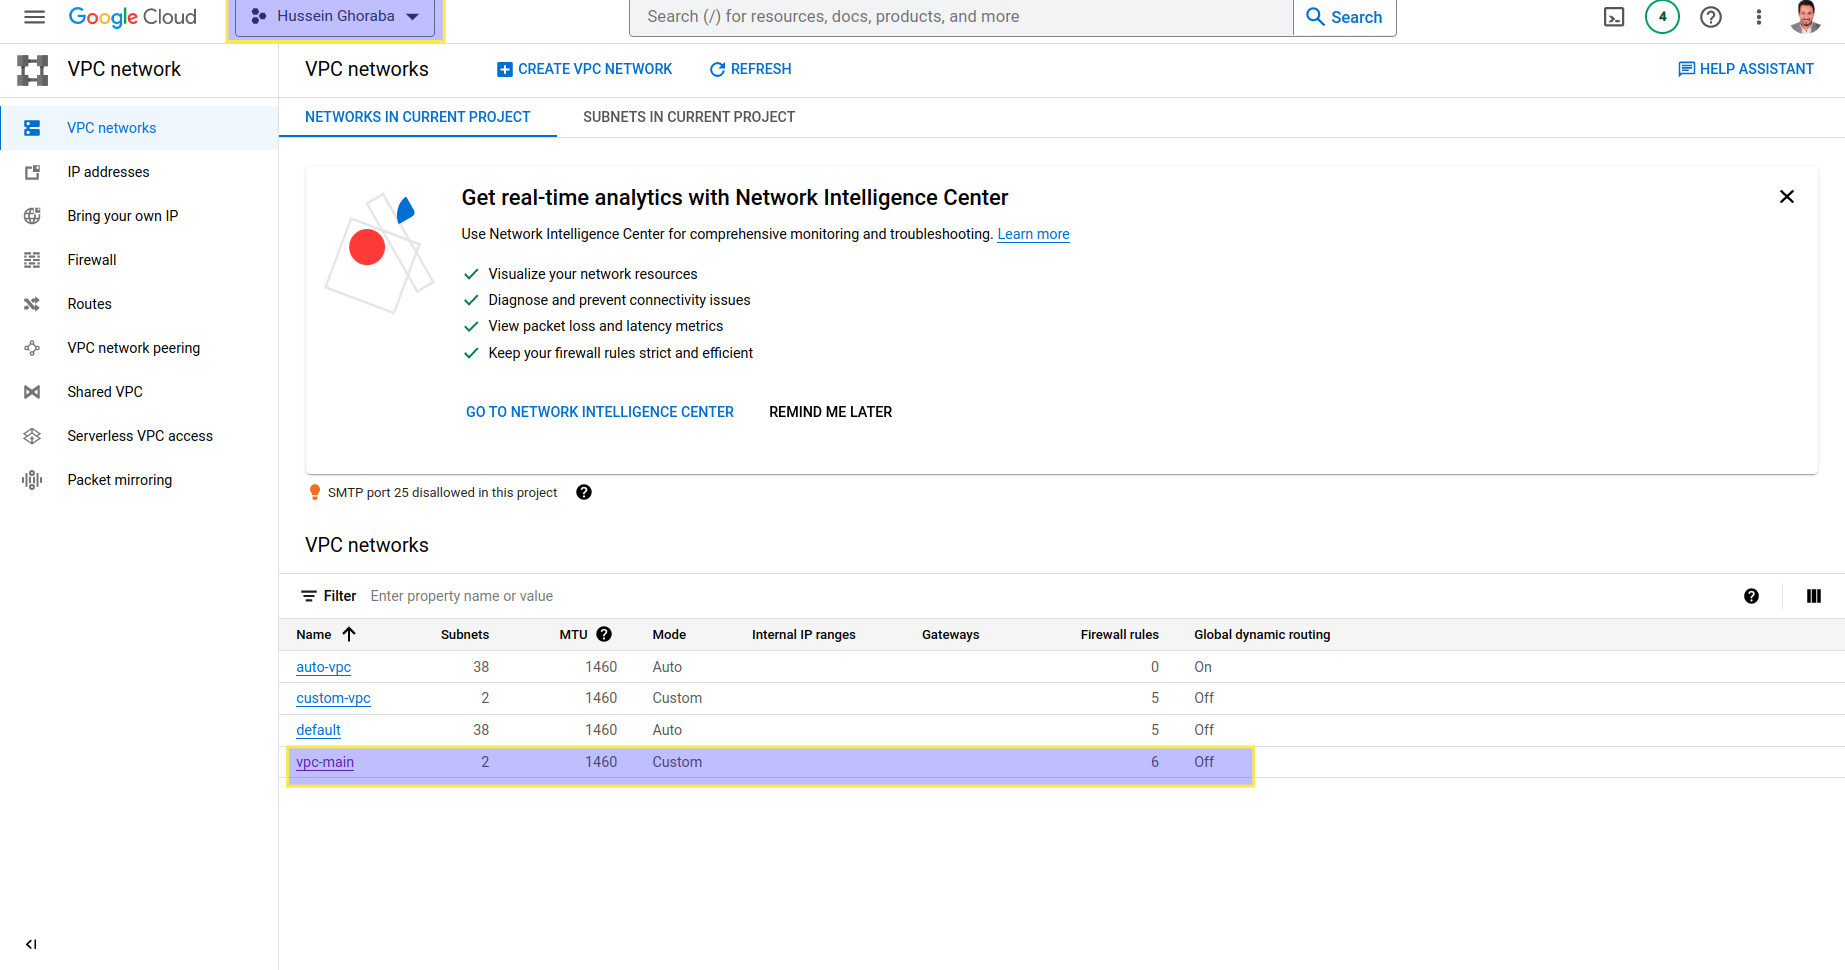 Google Cloud
Hussein Ghoraba
Search (/) for resources, docs, products, and more
Search
4
VPC network
VPC networks
CREATE VPC NETWORK
REFRESH
HELP ASSISTANT
VPC networks
IP addresses
Bring your own IP
Firewall
Routes
VPC network peering
Shared VPC
Serverless VPC access
Packet mirroring
NETWORKS IN CURRENT PROJECT
SUBNETS IN CURRENT PROJECT
Get real-time analytics with Network Intelligence Center
Use Network Intelligence Center for comprehensive monitoring and troubleshooting. Learn more
Visualize your network resources
Diagnose and prevent connectivity issues
View packet loss and latency metrics
Keep your firewall rules strict and efficient
GO TO NETWORK INTELLIGENCE CENTER
REMIND ME LATER
SMTP port 25 disallowed in this project
VPC networks
Filter Enter property name or value
Name Subnets MTU Mode Internal IP ranges Gateways Firewall rules Global dynamic routing
auto-vpc 38 1460 Auto 0 On
custom-vpc 2 1460 Custom 5 Off
default 38 1460 Auto 5 Off
vpc-main 2 1460 Custom 6 Off